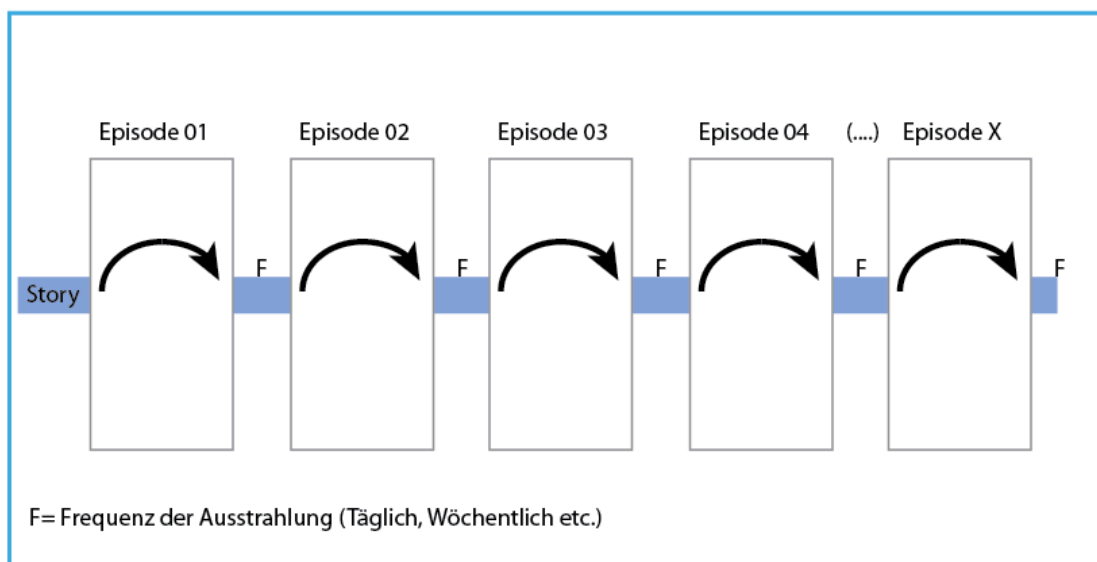 Episode 01 Episode 02 Episode 03 Episode 04 (....) Episode X
F F F F F
Story
F= Frequenz der Ausstrahlung (Täglich, Wöchentlich etc.)